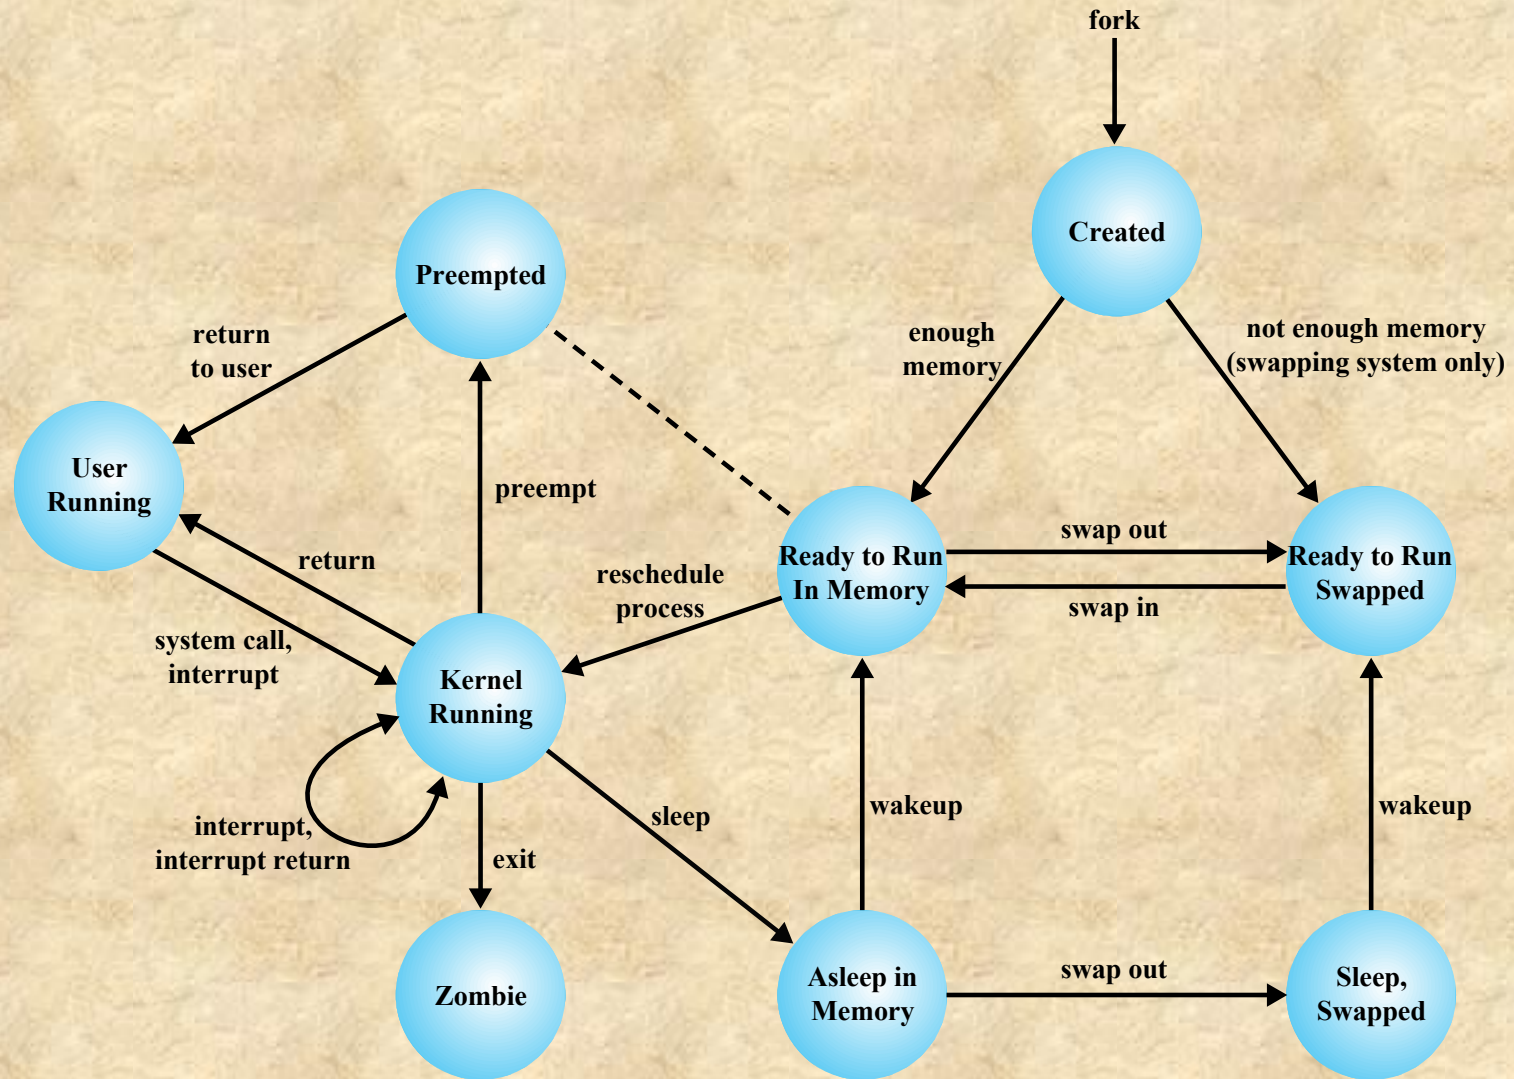 fork
Created
Preempted
return
to user
enough
memory
not enough memory
(swapping system only)
User
Running
preempt
return
reschedule
process
Ready to Run
In Memory
swap out
swap in
Ready to Run
Swapped
system call,
interrupt
Kernel
Running
interrupt,
interrupt return
exit
sleep
wakeup
wakeup
Zombie
Asleep in
Memory
swap out
Sleep,
Swapped